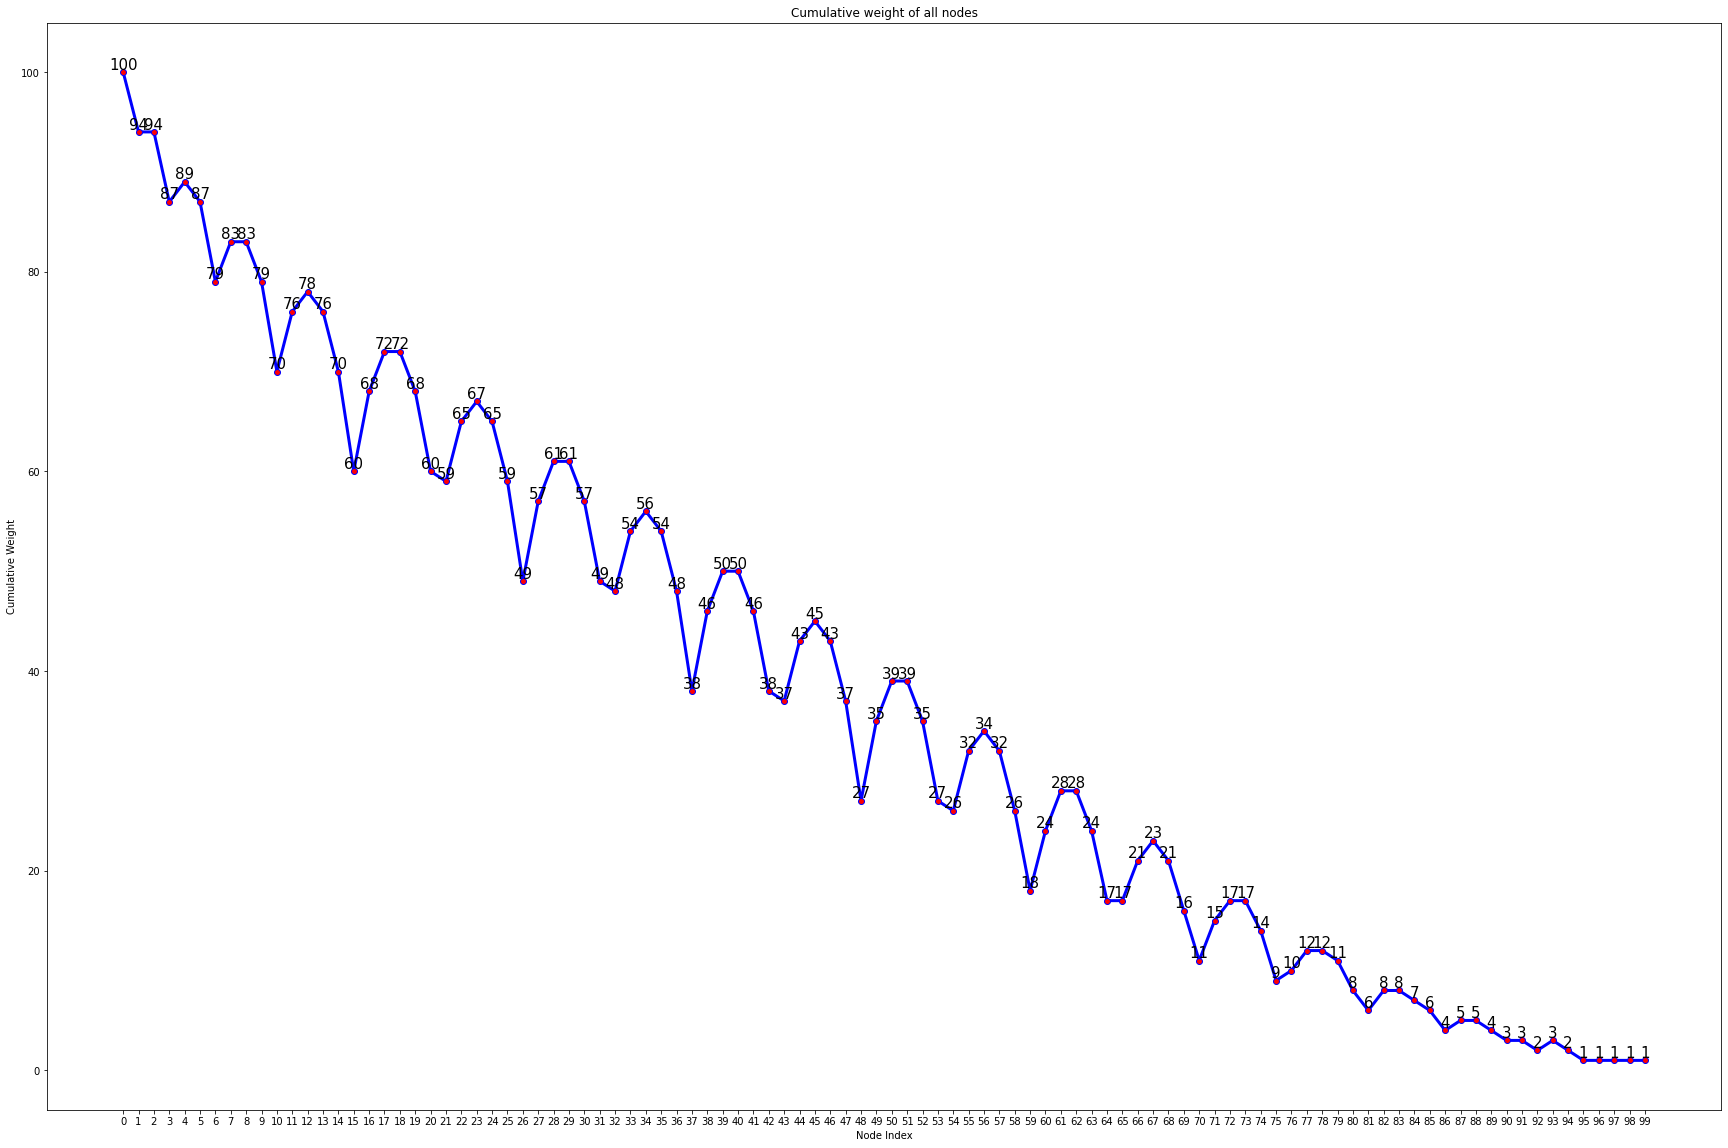 Cumulative weight of all nodes
Cumulative Weight
100
80
60
40
20
0
100 94 94 87 89 87 79 83 83 79 70 76 78 76 70 60 68 72 72 68 60 59 65 67 65 59 49 57 61 61 57 49 48 54 56 54 48 38 46 50 50 46 38 37 43 45 43 37 27 35 39 39 35 27 26 32 34 32 26 18 24 28 28 24 17 17 21 23 21 16 11 15 17 17 14 9 10 12 12 11 8 6 8 8 7 6 4 5 5 4 3 3 2 3 2 1 1 1 1 1
0 1 2 3 4 5 6 7 8 9 10 11 12 13 14 15 16 17 18 19 20 21 22 23 24 25 26 27 28 29 30 31 32 33 34 35 36 37 38 39 40 41 42 43 44 45 46 47 48 49 50 51 52 53 54 55 56 57 58 59 60 61 62 63 64 65 66 67 68 69 70 71 72 73 74 75 76 77 78 79 80 81 82 83 84 85 86 87 88 89 90 91 92 93 94 95 96 97 98 99
Node Index